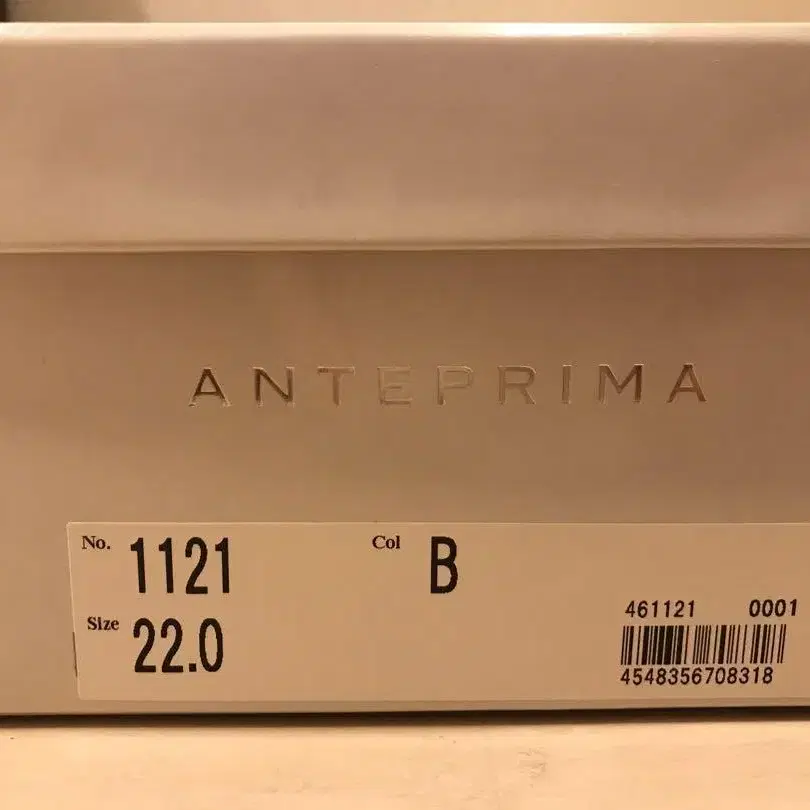 ANTEPRIMA
No. 1121 Col B
Size 22.0
461121 0001
4548356708318